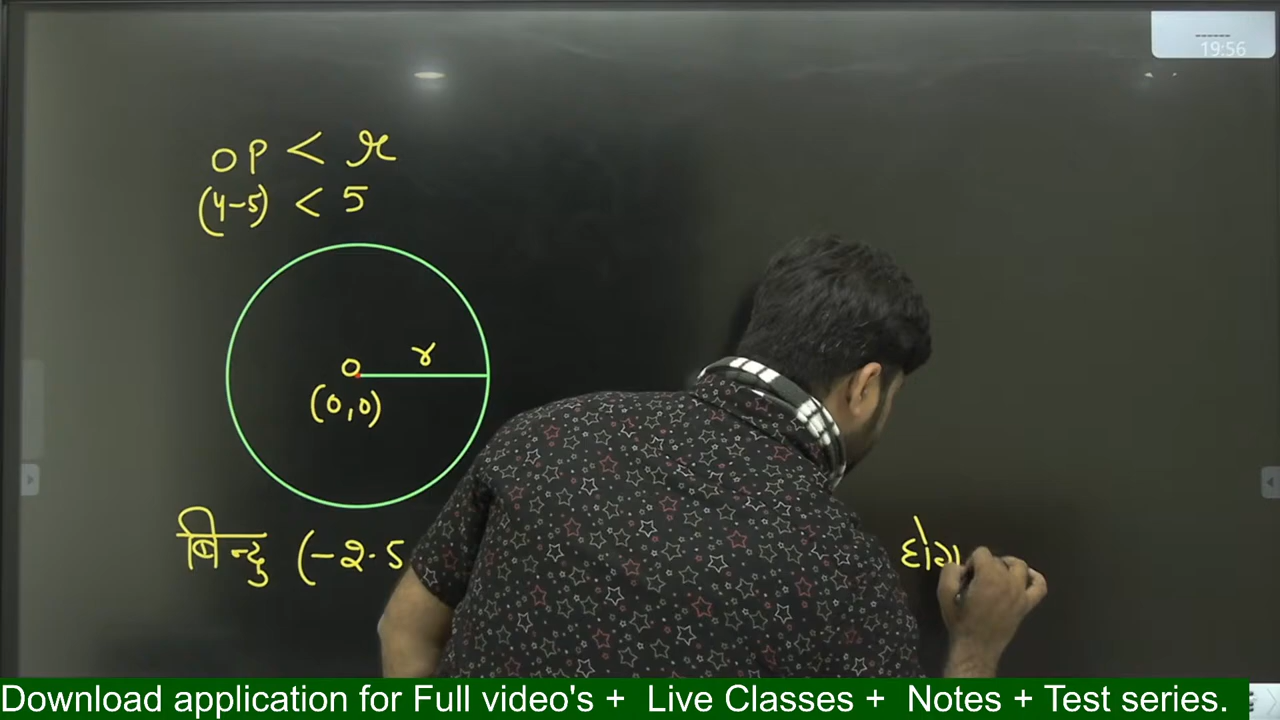 19:56
OP < r
(4-5) < 5
O r
(0,0)
बिन्दु (-2.5 होगा
Download application for Full video's + Live Classes + Notes + Test series.